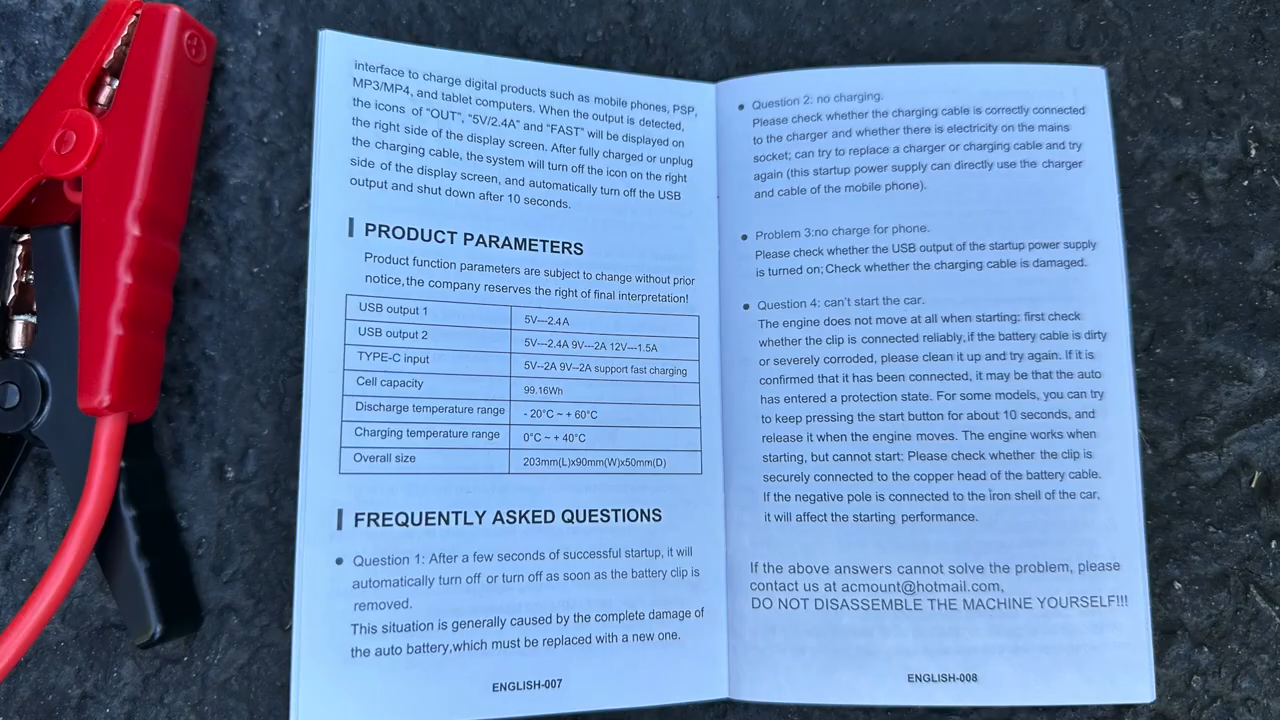 interface to charge digital products such as mobile phones, PSP,
MP3/MP4, and tablet computers. When the output is detected,
the icons of "OUT", "5V/2.4A" and "FAST" will be displayed on
the right side of the display screen. After fully charged or unplug
the charging cable, the system will turn off the icon on the right
side of the display screen, and automatically turn off the USB
output and shut down after 10 seconds.
PRODUCT PARAMETERS
Product function parameters are subject to change without prior
notice,the company reserves the right of final interpretation!
USB output 1 5V---2.4A
USB output 2 5V---2.4A 9V---2A 12V---1.5A
TYPE-C input 5V--2A 9V--2A support fast charging
Cell capacity 99.16Wh
Discharge temperature range - 20°C ~ + 60°C
Charging temperature range 0°C ~ + 40°C
Overall size 203mm(L)x90mm(W)x50mm(D)
FREQUENTLY ASKED QUESTIONS
● Question 1: After a few seconds of successful startup, it will
automatically turn off or turn off as soon as the battery clip is
removed.
This situation is generally caused by the complete damage of
the auto battery,which must be replaced with a new one.
ENGLISH-007
● Question 2: no charging.
Please check whether the charging cable is correctly connected
to the charger and whether there is electricity on the mains
socket; can try to replace a charger or charging cable and try
again (this startup power supply can directly use the charger
and cable of the mobile phone).
● Problem 3:no charge for phone.
Please check whether the USB output of the startup power supply
is turned on; Check whether the charging cable is damaged.
● Question 4: can't start the car.
The engine does not move at all when starting: first check
whether the clip is connected reliably, if the battery cable is dirty
or severely corroded, please clean it up and try again. If it is
confirmed that it has been connected, it may be that the auto
has entered a protection state. For some models, you can try
to keep pressing the start button for about 10 seconds, and
release it when the engine moves. The engine works when
starting, but cannot start: Please check whether the clip is
securely connected to the copper head of the battery cable.
If the negative pole is connected to the iron shell of the car,
it will affect the starting performance.
If the above answers cannot solve the problem, please
contact us at acmount@hotmail.com,
DO NOT DISASSEMBLE THE MACHINE YOURSELF!!!
ENGLISH-008